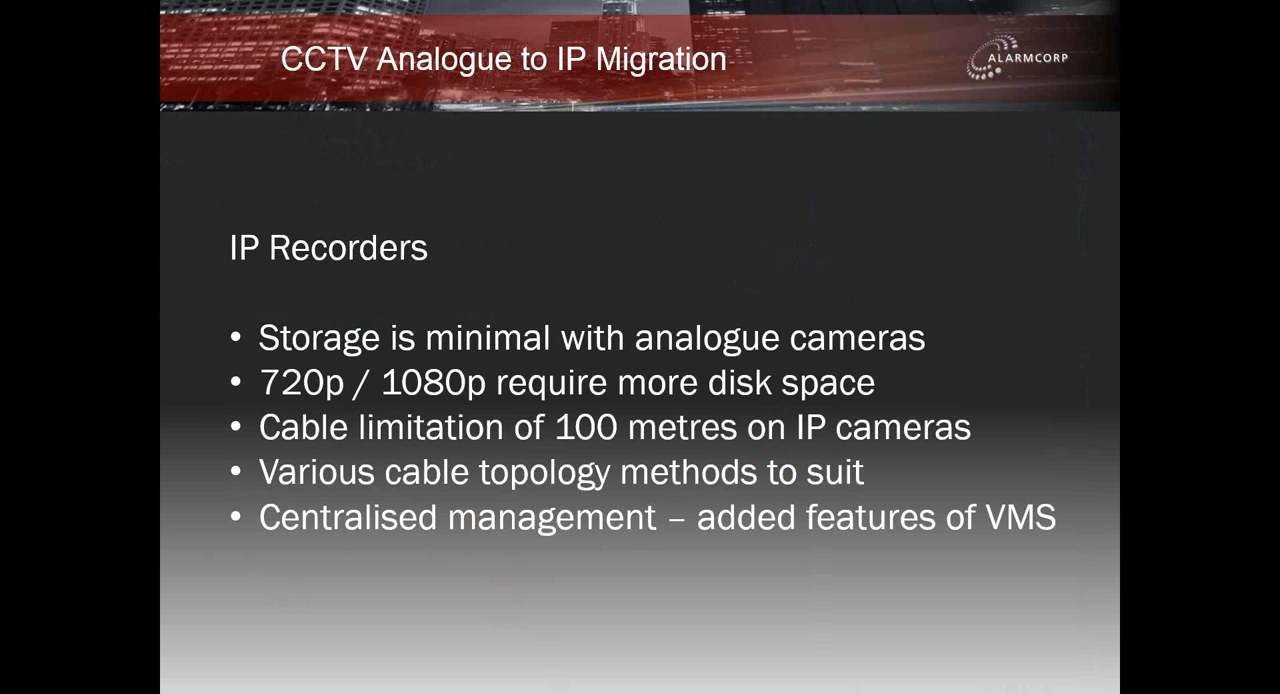 CCTV Analogue to IP Migration
ALARMCORP
IP Recorders
• Storage is minimal with analogue cameras
• 720p / 1080p require more disk space
• Cable limitation of 100 metres on IP cameras
• Various cable topology methods to suit
• Centralised management – added features of VMS